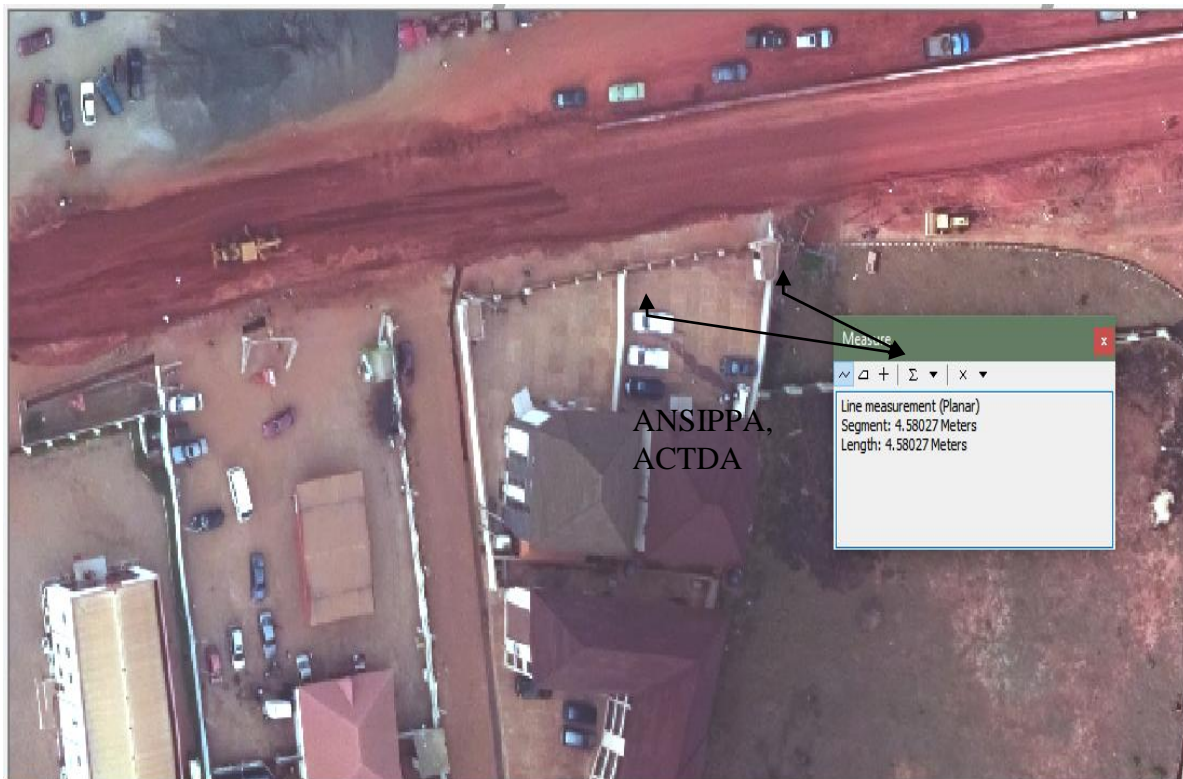 Measure
x
Σ
x
Line measurement (Planar)
Segment: 4.58027 Meters
Length: 4.58027 Meters
ANSIPPA,
ACTDA